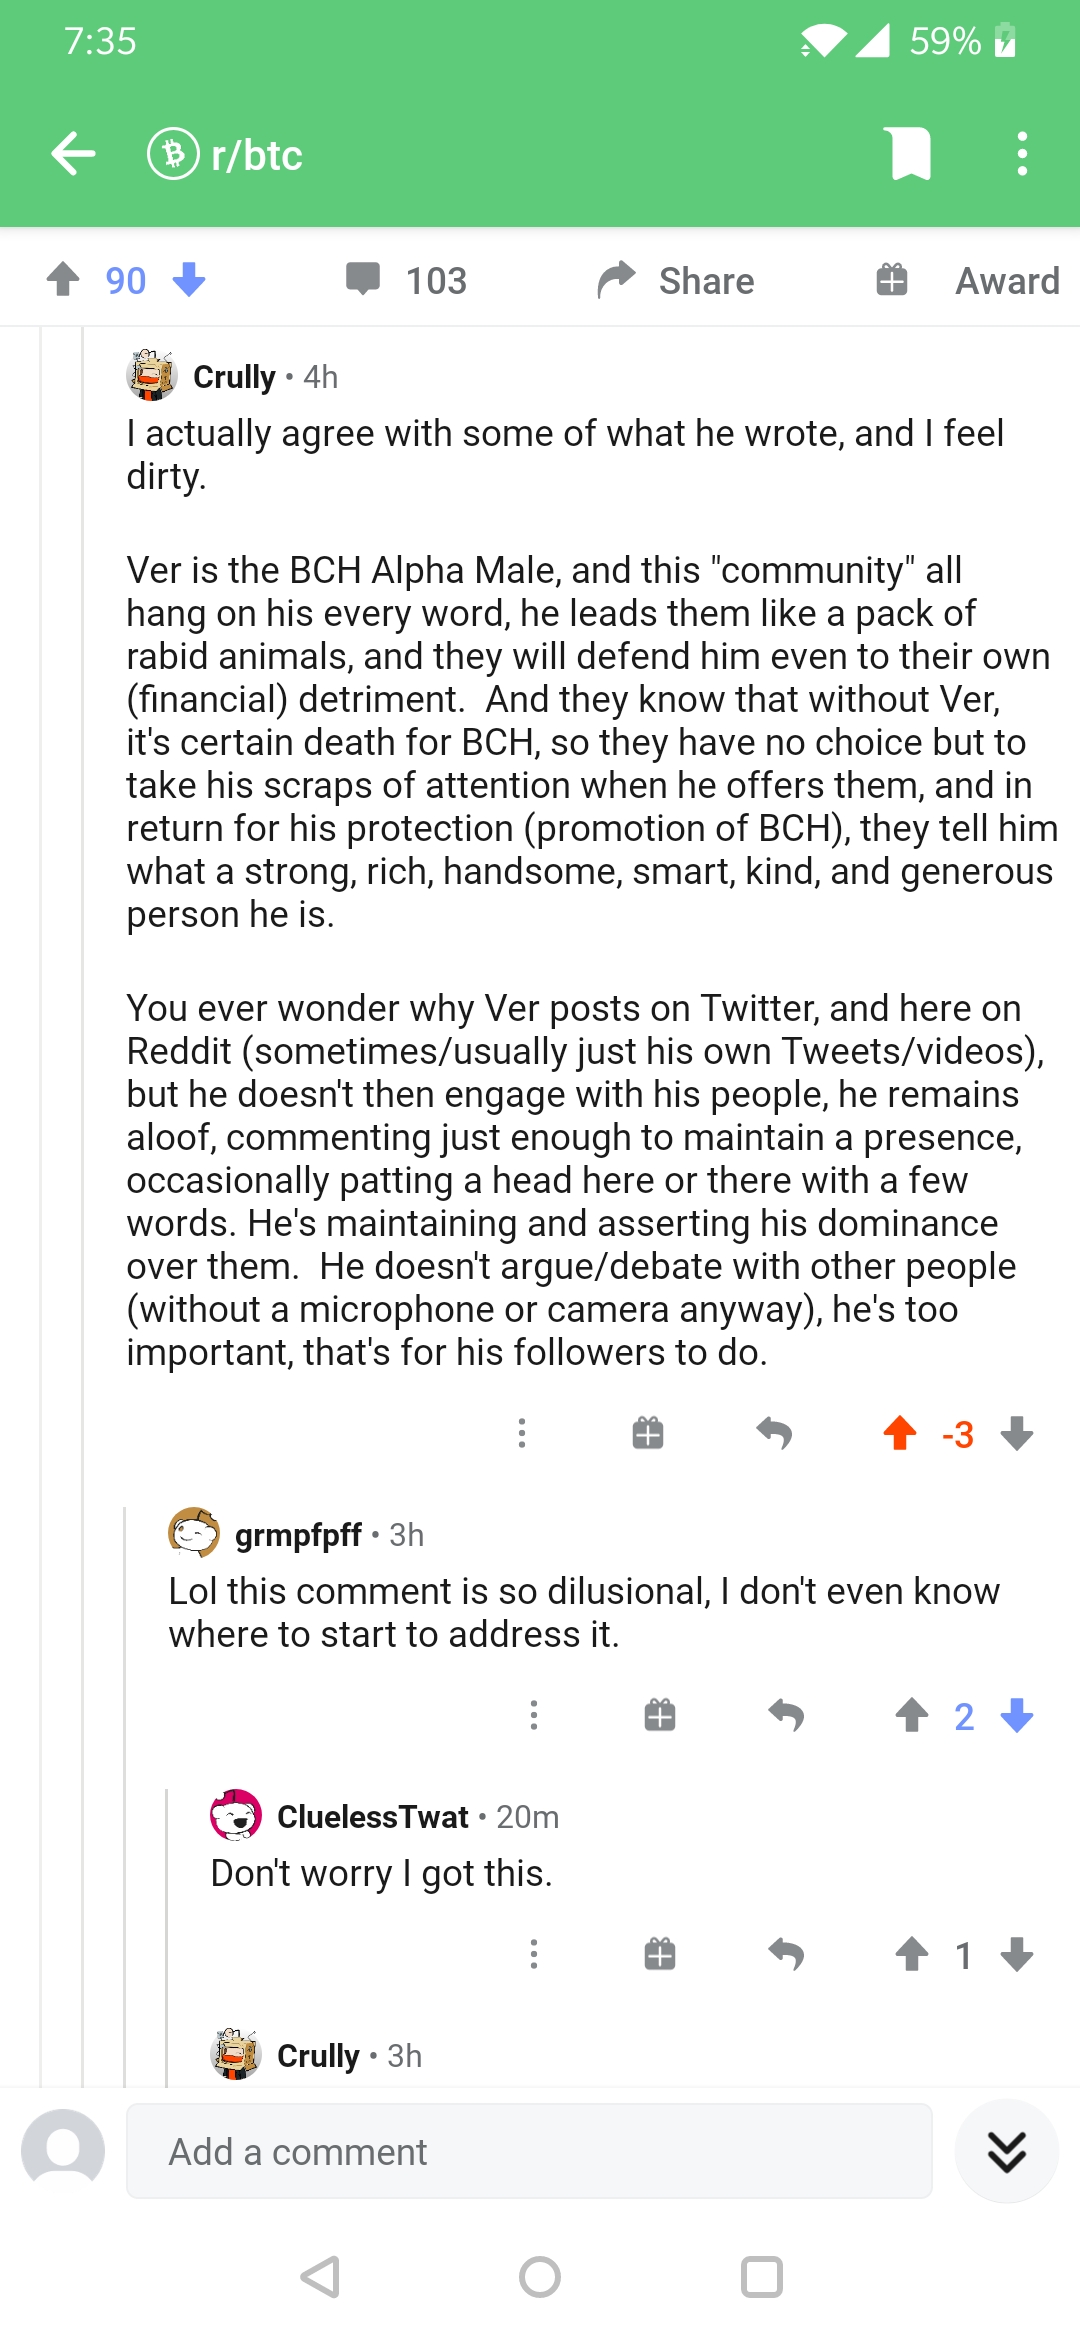 7:35
59%
r/btc
90
103
Share
Award
Crully • 4h
I actually agree with some of what he wrote, and I feel
dirty.
Ver is the BCH Alpha Male, and this "community" all
hang on his every word, he leads them like a pack of
rabid animals, and they will defend him even to their own
(financial) detriment.  And they know that without Ver,
it's certain death for BCH, so they have no choice but to
take his scraps of attention when he offers them, and in
return for his protection (promotion of BCH), they tell him
what a strong, rich, handsome, smart, kind, and generous
person he is.
You ever wonder why Ver posts on Twitter, and here on
Reddit (sometimes/usually just his own Tweets/videos),
but he doesn't then engage with his people, he remains
aloof, commenting just enough to maintain a presence,
occasionally patting a head here or there with a few
words. He's maintaining and asserting his dominance
over them.  He doesn't argue/debate with other people
(without a microphone or camera anyway), he's too
important, that's for his followers to do.
-3
grmpfpff • 3h
Lol this comment is so dilusional, I don't even know
where to start to address it.
2
CluelessTwat • 20m
Don't worry I got this.
1
Crully • 3h
Add a comment